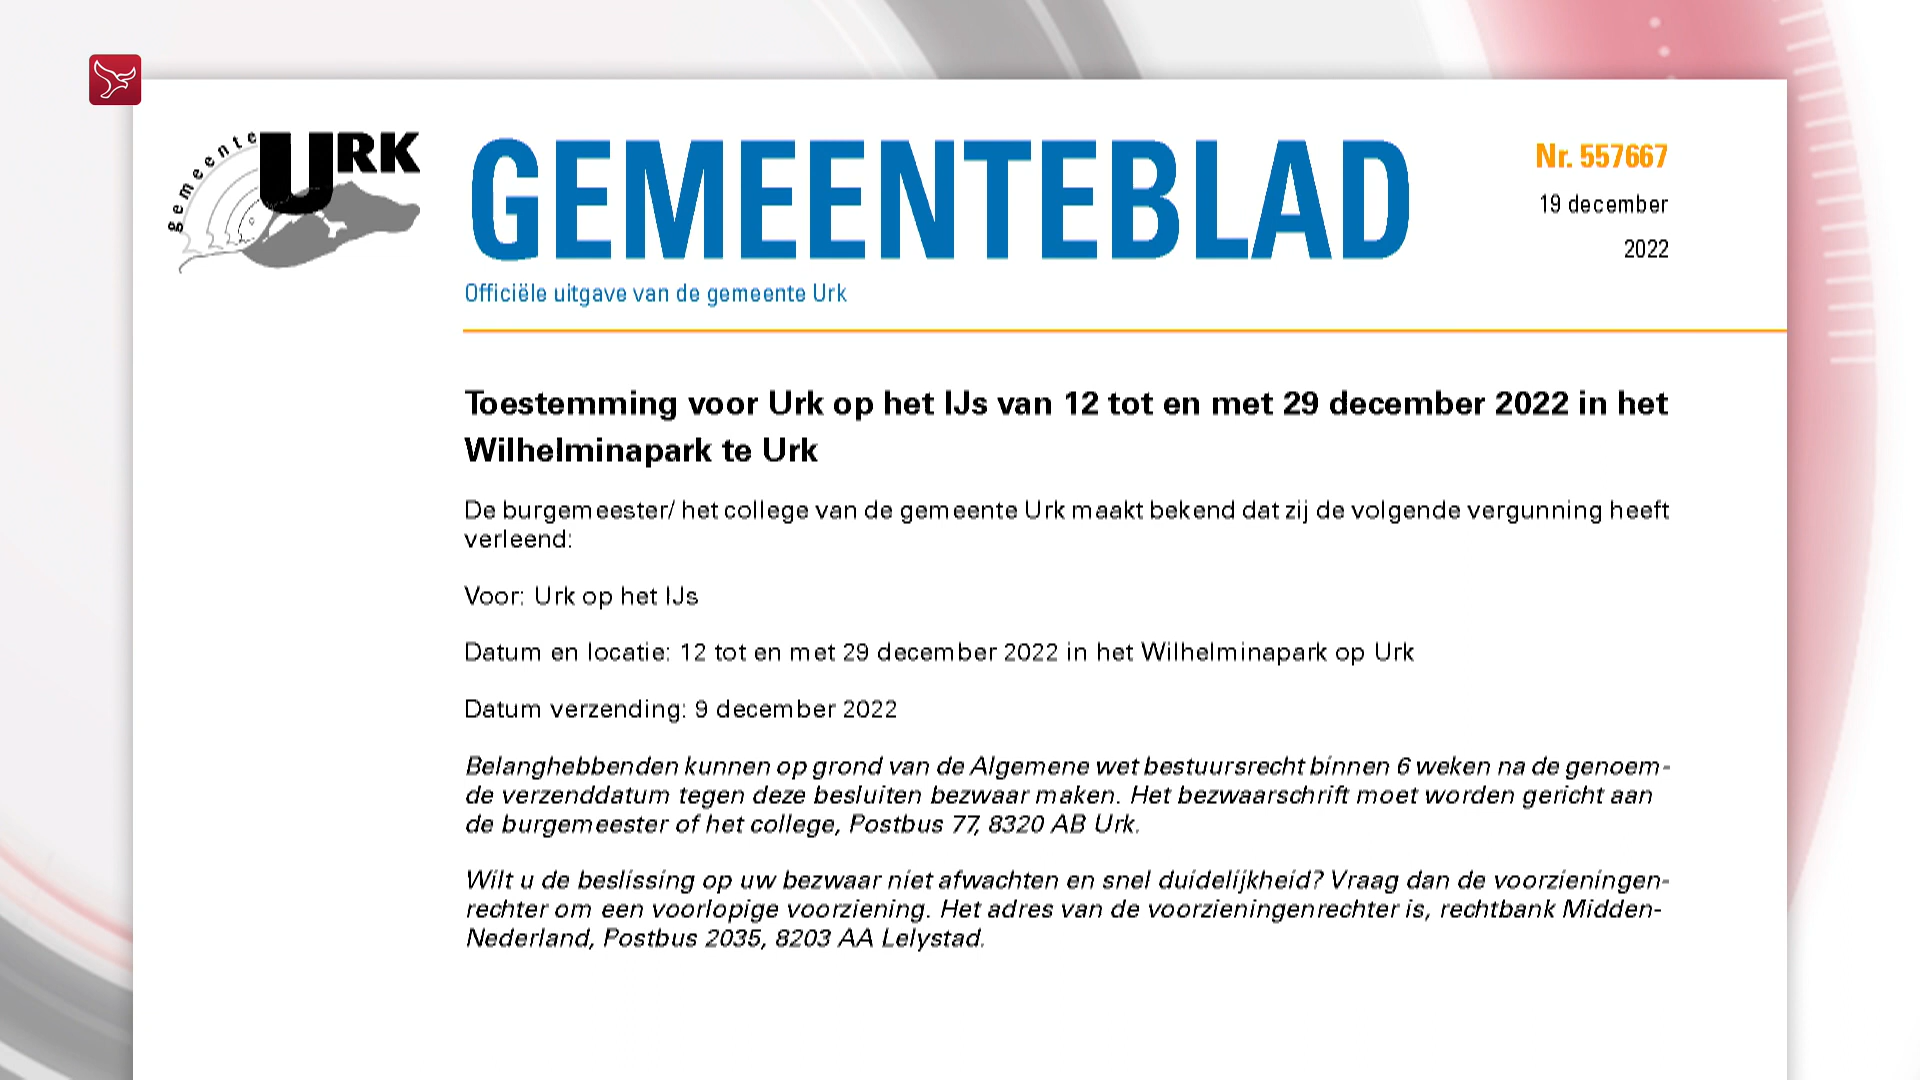 gemeente URK
GEMEENTEBLAD
Nr. 557667
19 december
2022
Officiële uitgave van de gemeente Urk
Toestemming voor Urk op het IJs van 12 tot en met 29 december 2022 in het
Wilhelminapark te Urk
De burgemeester/ het college van de gemeente Urk maakt bekend dat zij de volgende vergunning heeft
verleend:
Voor: Urk op het IJs
Datum en locatie: 12 tot en met 29 december 2022 in het Wilhelminapark op Urk
Datum verzending: 9 december 2022
Belanghebbenden kunnen op grond van de Algemene wet bestuursrecht binnen 6 weken na de genoem-
de verzenddatum tegen deze besluiten bezwaar maken. Het bezwaarschrift moet worden gericht aan
de burgemeester of het college, Postbus 77, 8320 AB Urk.
Wilt u de beslissing op uw bezwaar niet afwachten en snel duidelijkheid? Vraag dan de voorzieningen-
rechter om een voorlopige voorziening. Het adres van de voorzieningenrechter is, rechtbank Midden-
Nederland, Postbus 2035, 8203 AA Lelystad.